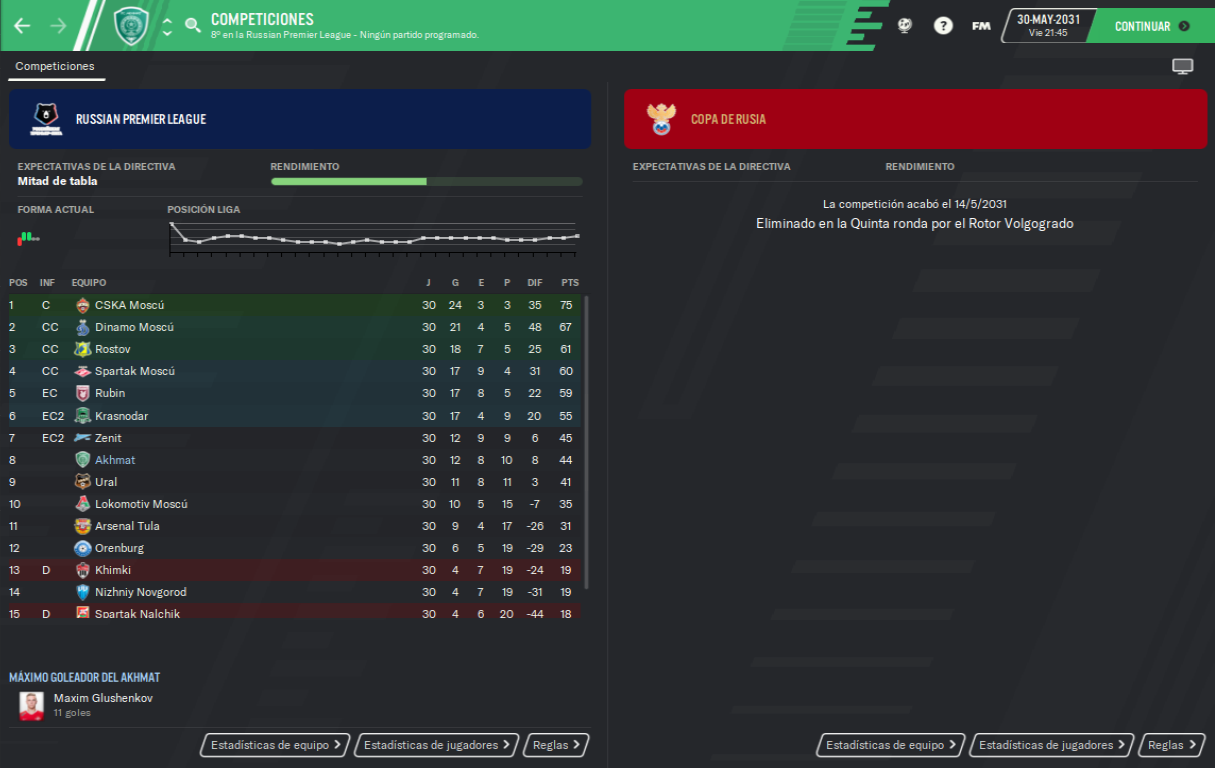 COMPETICIONES
8º en la Russian Premier League - Ningún partido programado.
?
FM
30-MAY-2031
Vie 21:45
CONTINUAR
Competiciones
RUSSIAN PREMIER LEAGUE
EXPECTATIVAS DE LA DIRECTIVA RENDIMIENTO
Mitad de tabla
FORMA ACTUAL POSICIÓN LIGA
POS INF EQUIPO J G E P DIF PTS
1 C CSKA Moscú 30 24 3 3 35 75
2 CC Dinamo Moscú 30 21 4 5 48 67
3 CC Rostov 30 18 7 5 25 61
4 CC Spartak Moscú 30 17 9 4 31 60
5 EC Rubin 30 17 8 5 22 59
6 EC2 Krasnodar 30 17 4 9 20 55
7 EC2 Zenit 30 12 9 9 6 45
8 Akhmat 30 12 8 10 8 44
9 Ural 30 11 8 11 3 41
10 Lokomotiv Moscú 30 10 5 15 -7 35
11 Arsenal Tula 30 9 4 17 -26 31
12 Orenburg 30 6 5 19 -29 23
13 D Khimki 30 4 7 19 -24 19
14 Nizhniy Novgorod 30 4 7 19 -31 19
15 D Spartak Nalchik 30 4 6 20 -44 18
MÁXIMO GOLEADOR DEL AKHMAT
Maxim Glushenkov
11 goles
Estadísticas de equipo
Estadísticas de jugadores
Reglas
COPA DE RUSIA
EXPECTATIVAS DE LA DIRECTIVA RENDIMIENTO
La competición acabó el 14/5/2031
Eliminado en la Quinta ronda por el Rotor Volgogrado
Estadísticas de equipo
Estadísticas de jugadores
Reglas